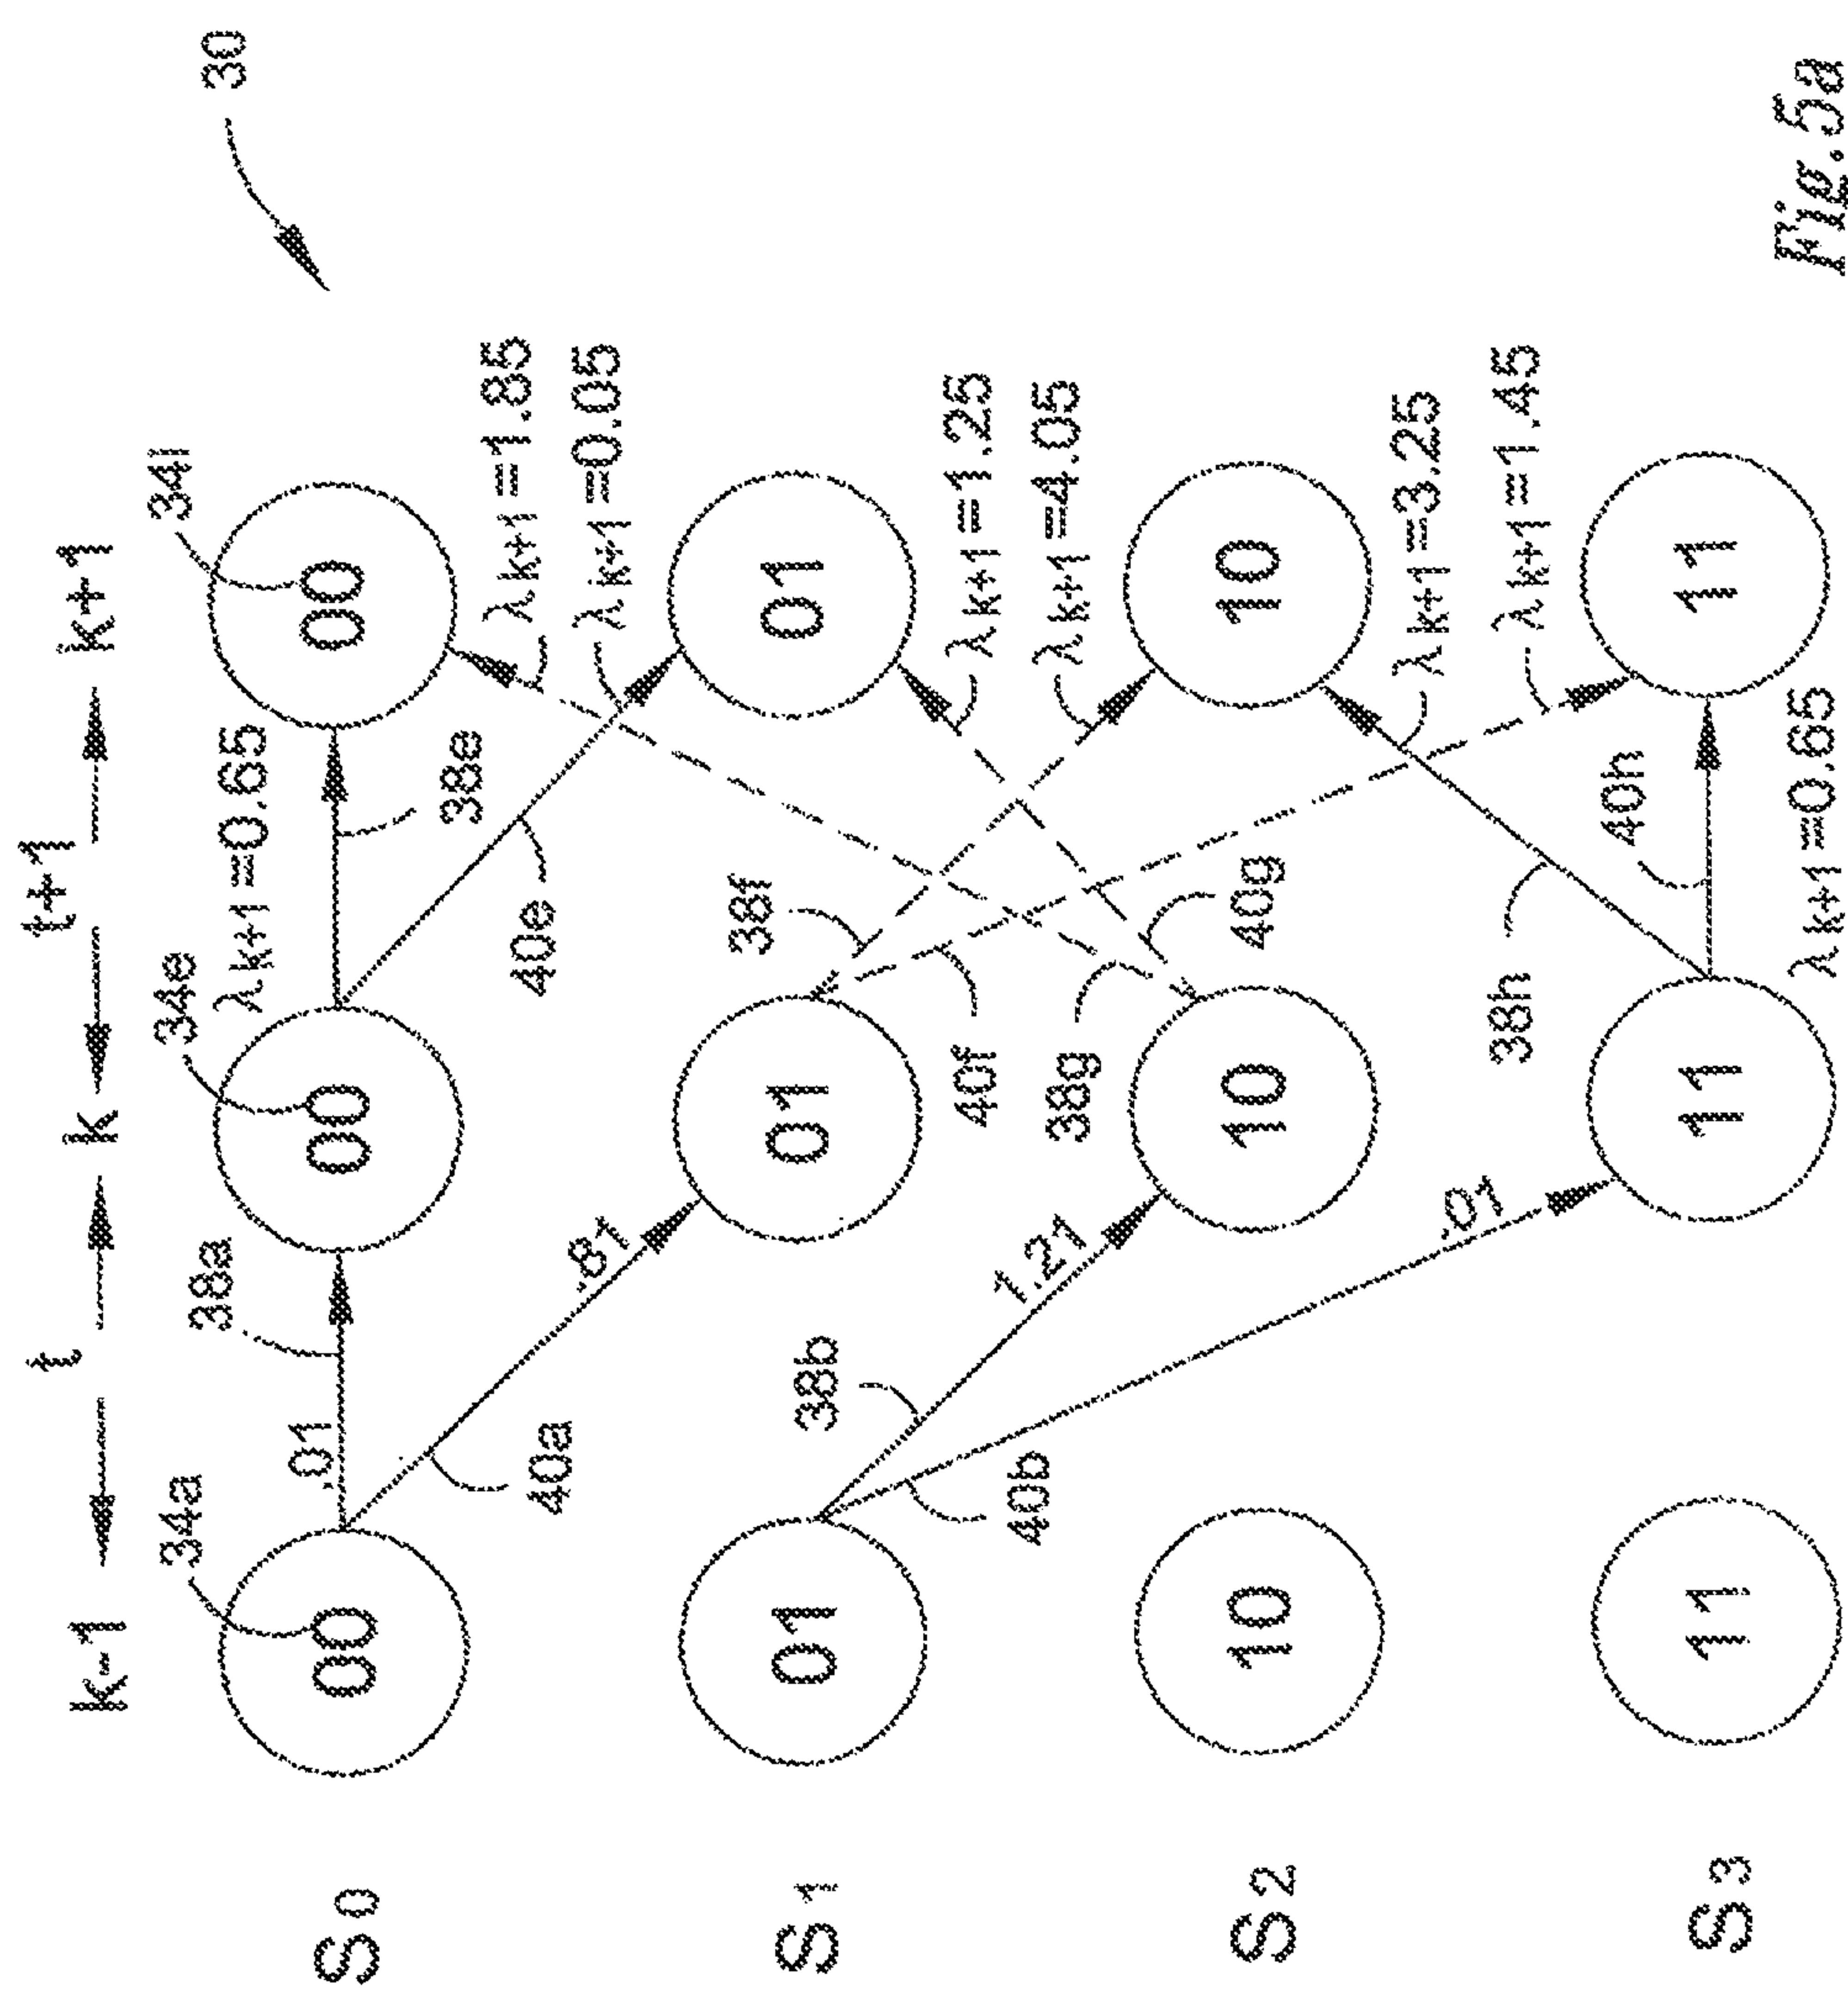 30
t t+1
k-1 k k+1
34a 38a 34e 34i
λk+1=0.65
S0 00 .01 00 00
38e
λk+1=1.85
40a .81 40e λk+1=0.05
S1 01 01 01
38b 38f
λk+1=1.25
40b 1.21 40f λk+1=4.05
38g 40g
S2 10 10 10
λk+1=3.25
.01 38h λk+1=1.45
40h
S3 11 11 11
λk+1=0.65
Fig.5a